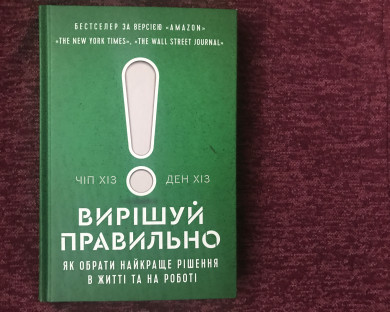 БЕСТСЕЛЕР ЗА ВЕРСІЄЮ «AMAZON»
«THE NEW YORK TIMES», «THE WALL STREET JOURNAL»
ЧІП ХІЗ ДЕН ХІЗ
ВИРІШУЙ
ПРАВИЛЬНО
ЯК ОБРАТИ НАЙКРАЩЕ РІШЕННЯ
В ЖИТТІ ТА НА РОБОТІ